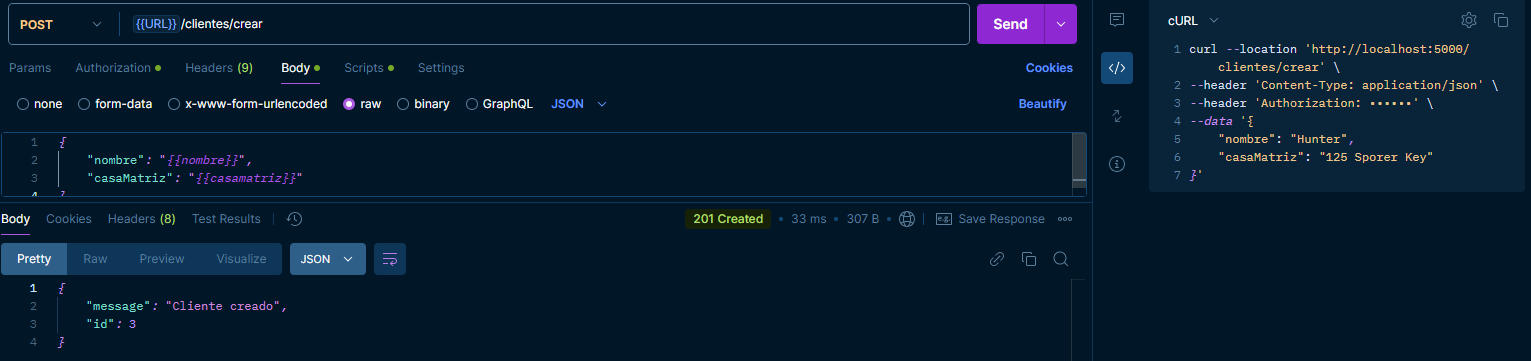 POST {{URL}}/clientes/crear Send
Params Authorization Headers (9) Body Scripts Settings Cookies
none form-data x-www-form-urlencoded raw binary GraphQL JSON Beautify
1 {
2 "nombre": "{{nombre}}",
3 "casaMatriz": "{{casamatriz}}"
4 }
Body Cookies Headers (8) Test Results 201 Created • 33 ms • 307 B • e.g. Save Response
Pretty Raw Preview Visualize JSON
1 {
2 "message": "Cliente creado",
3 "id": 3
4 }
cURL
1 curl --location 'http://localhost:5000/
clientes/crear' \
2 --header 'Content-Type: application/json' \
3 --header 'Authorization: ••••••' \
4 --data '{
5 "nombre": "Hunter",
6 "casaMatriz": "125 Sporer Key"
7 }'